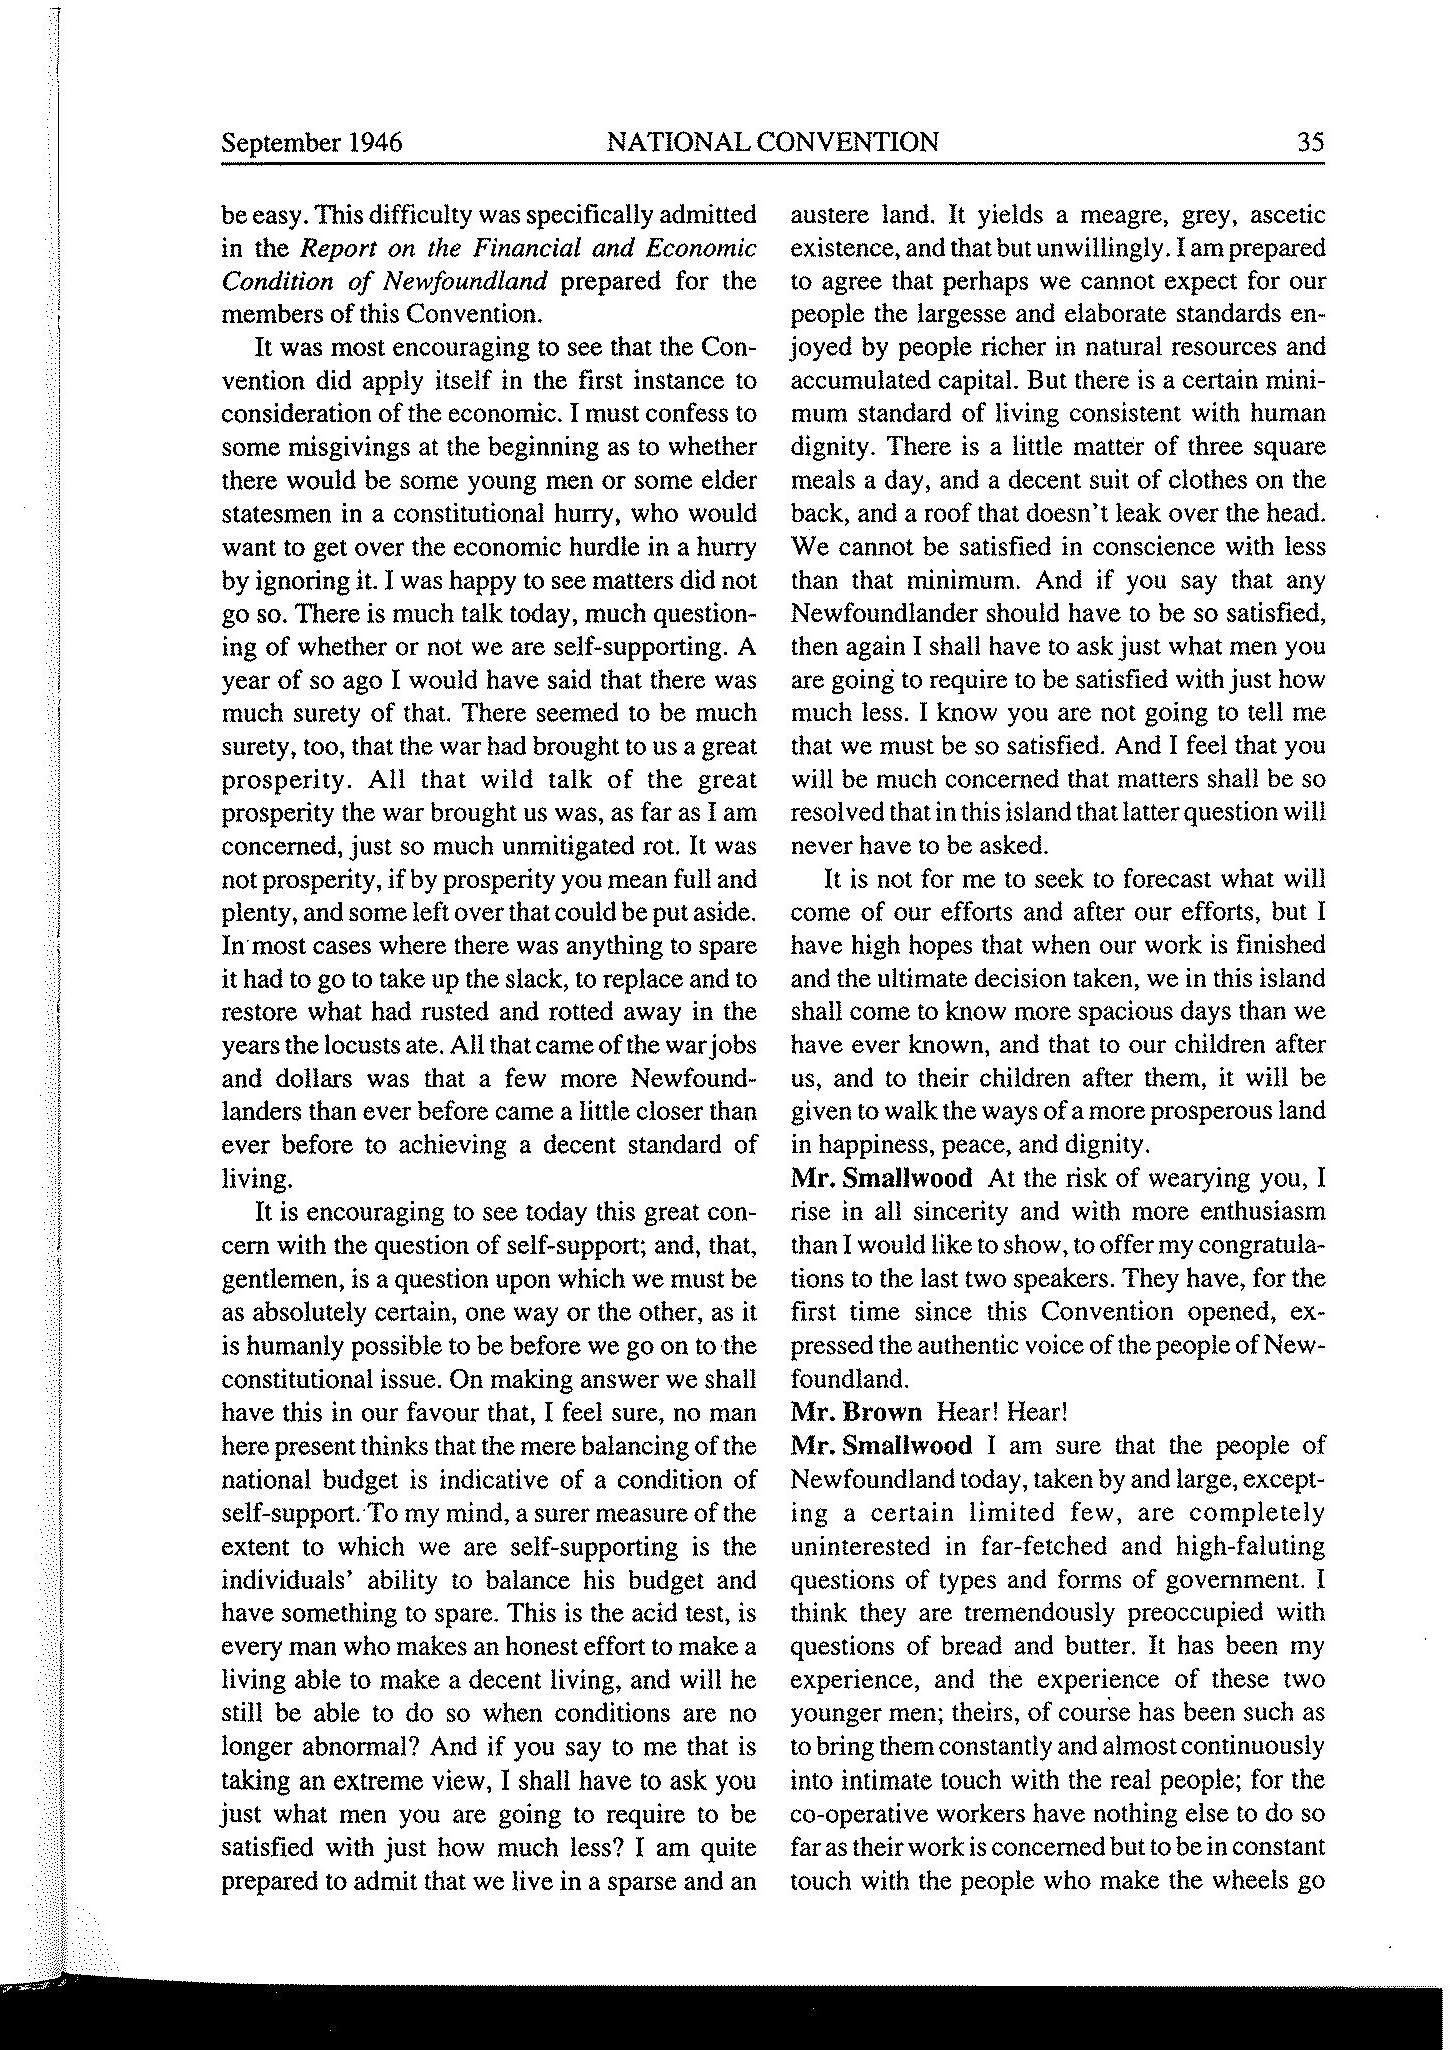 September 1946 NATIONAL CONVENTION 35
be easy. This difficulty was specifically admitted
in the Report on the Financial and Economic
Condition of Newfoundland prepared for the
members of this Convention.
It was most encouraging to see that the Con-
vention did apply itself in the first instance to
consideration of the economic. I must confess to
some misgivings at the beginning as to whether
there would be some young men or some elder
statesmen in a constitutional hurry, who would
want to get over the economic hurdle in a hurry
by ignoring it. I was happy to see matters did not
go so. There is much talk today, much question-
ing of whether or not we are self-supporting. A
year of so ago I would have said that there was
much surety of that. There seemed to be much
surety, too, that the war had brought to us a great
prosperity. All that wild talk of the great
prosperity the war brought us was, as far as I am
concerned, just so much unmitigated rot. It was
not prosperity, if by prosperity you mean full and
plenty, and some left over that could be put aside.
In most cases where there was anything to spare
it had to go to take up the slack, to replace and to
restore what had rusted and rotted away in the
years the locusts ate. All that came of the war jobs
and dollars was that a few more Newfound-
landers than ever before came a little closer than
ever before to achieving a decent standard of
living.
It is encouraging to see today this great con-
cern with the question of self-support; and, that,
gentlemen, is a question upon which we must be
as absolutely certain, one way or the other, as it
is humanly possible to be before we go on to the
constitutional issue. On making answer we shall
have this in our favour that, I feel sure, no man
here present thinks that the mere balancing of the
national budget is indicative of a condition of
self-support. To my mind, a surer measure of the
extent to which we are self-supporting is the
individuals' ability to balance his budget and
have something to spare. This is the acid test, is
every man who makes an honest effort to make a
living able to make a decent living, and will he
still be able to do so when conditions are no
longer abnormal? And if you say to me that is
taking an extreme view, I shall have to ask you
just what men you are going to require to be
satisfied with just how much less? I am quite
prepared to admit that we live in a sparse and an
austere land. It yields a meagre, grey, ascetic
existence, and that but unwillingly. I am prepared
to agree that perhaps we cannot expect for our
people the largesse and elaborate standards en-
joyed by people richer in natural resources and
accumulated capital. But there is a certain mini-
mum standard of living consistent with human
dignity. There is a little matter of three square
meals a day, and a decent suit of clothes on the
back, and a roof that doesn't leak over the head.
We cannot be satisfied in conscience with less
than that minimum. And if you say that any
Newfoundlander should have to be so satisfied,
then again I shall have to ask just what men you
are going to require to be satisfied with just how
much less. I know you are not going to tell me
that we must be so satisfied. And I feel that you
will be much concerned that matters shall be so
resolved that in this island that latter question will
never have to be asked.
It is not for me to seek to forecast what will
come of our efforts and after our efforts, but I
have high hopes that when our work is finished
and the ultimate decision taken, we in this island
shall come to know more spacious days than we
have ever known, and that to our children after
us, and to their children after them, it will be
given to walk the ways of a more prosperous land
in happiness, peace, and dignity.
Mr. Smallwood At the risk of wearying you, I
rise in all sincerity and with more enthusiasm
than I would like to show, to offer my congratula-
tions to the last two speakers. They have, for the
first time since this Convention opened, ex-
pressed the authentic voice of the people of New-
foundland.
Mr. Brown Hear! Hear!
Mr. Smallwood I am sure that the people of
Newfoundland today, taken by and large, except-
ing a certain limited few, are completely
uninterested in far-fetched and high-faluting
questions of types and forms of government. I
think they are tremendously preoccupied with
questions of bread and butter. It has been my
experience, and the experience of these two
younger men; theirs, of course has been such as
to bring them constantly and almost continuously
into intimate touch with the real people; for the
co-operative workers have nothing else to do so
far as their work is concerned but to be in constant
touch with the people who make the wheels go